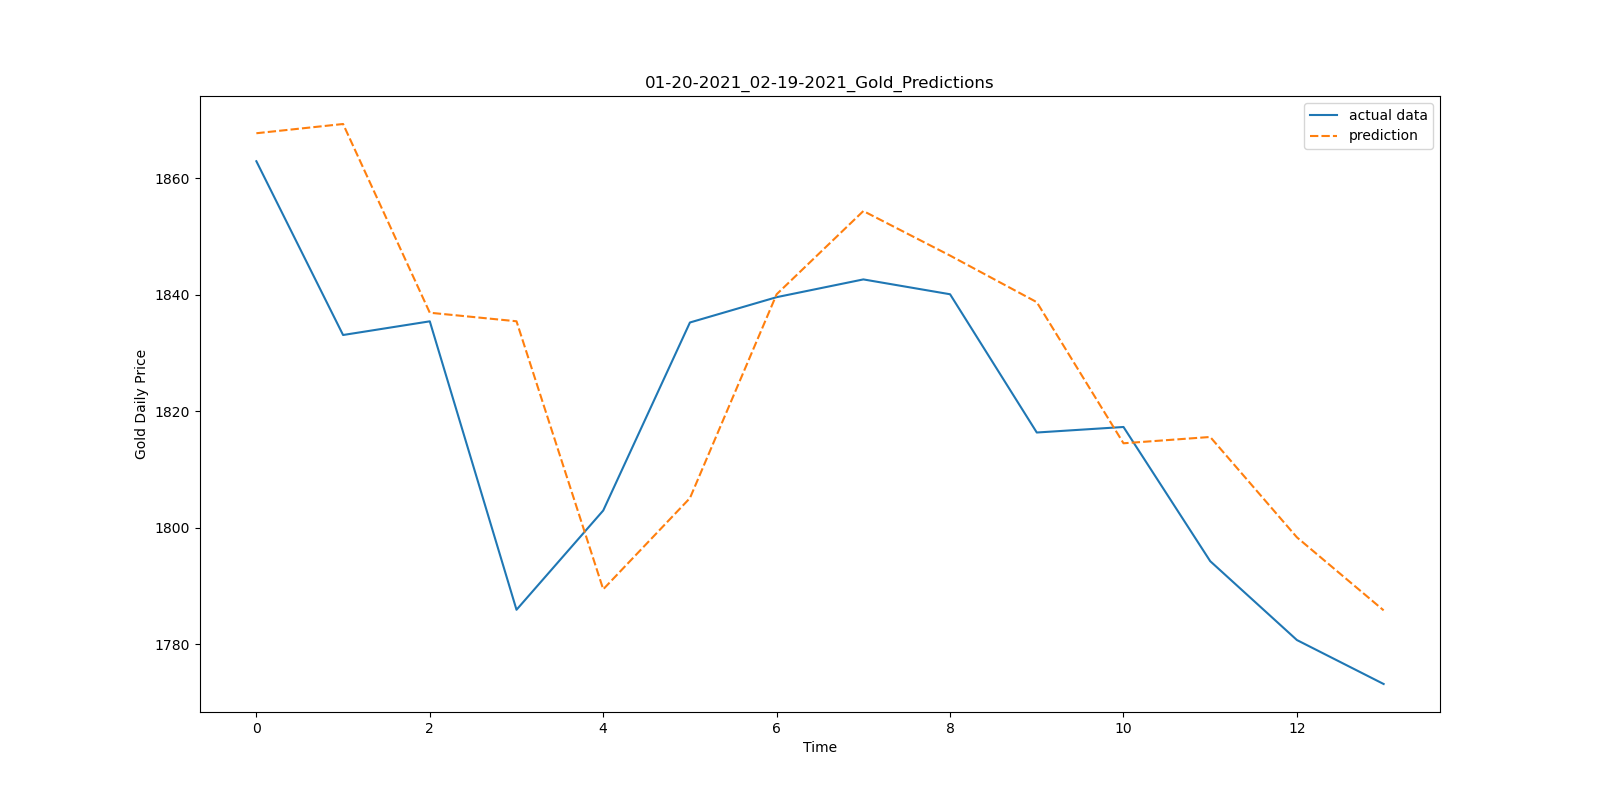 01-20-2021_02-19-2021_Gold_Predictions
actual data
prediction
1860
1840
1820
1800
1780
Gold Daily Price
0 2 4 6 8 10 12
Time